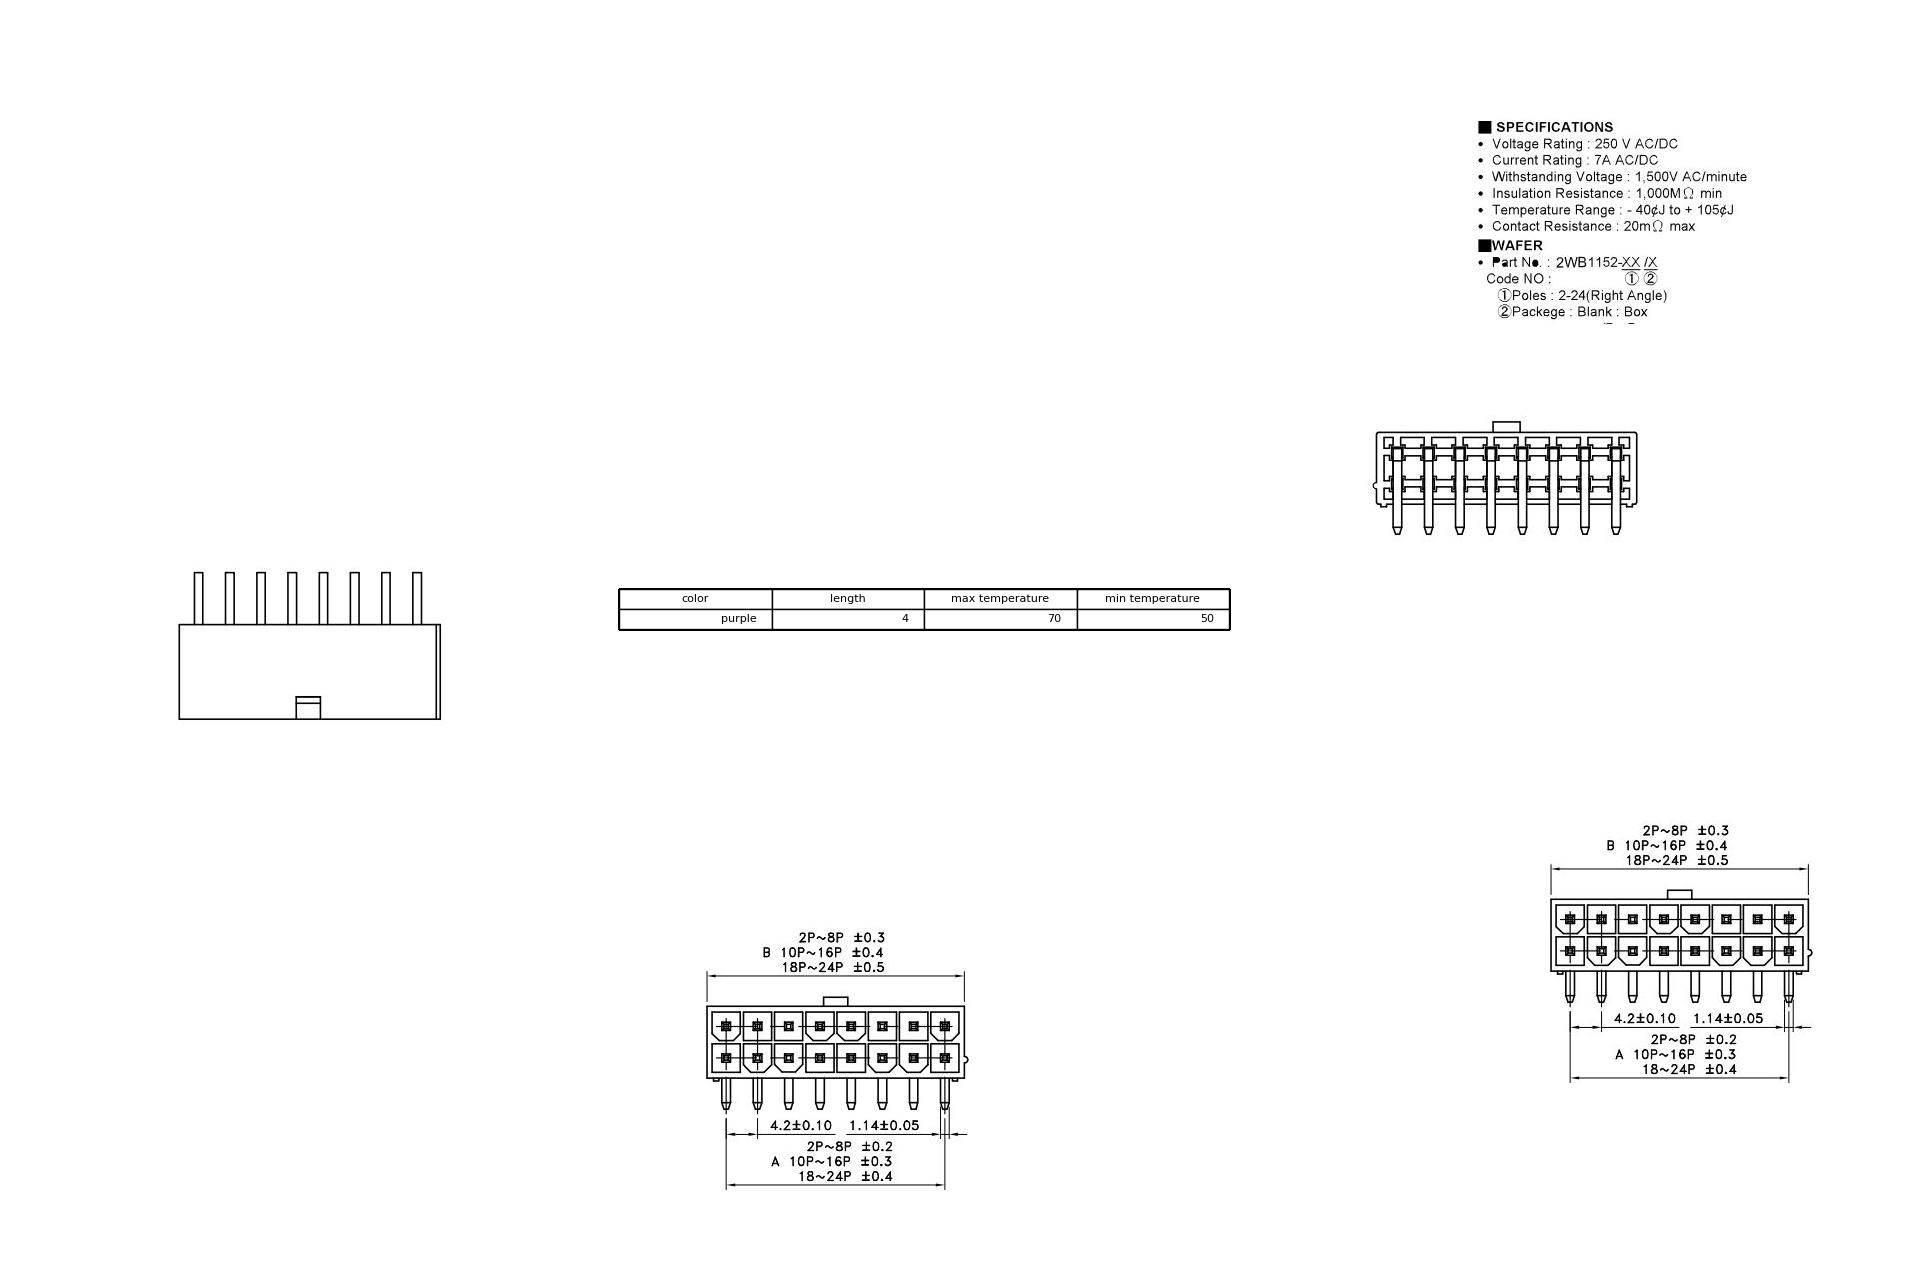 ■ SPECIFICATIONS
• Voltage Rating : 250 V AC/DC
• Current Rating : 7A AC/DC
• Withstanding Voltage : 1,500V AC/minute
• Insulation Resistance : 1,000MΩ min
• Temperature Range : - 40¢J to + 105¢J
• Contact Resistance : 20mΩ max
■WAFER
• Part No. : 2WB1152-XX /X
Code NO : ① ②
①Poles : 2-24(Right Angle)
②Packege : Blank : Box
color length max temperature min temperature
purple 4 70 50
2P~8P ±0.3
B 10P~16P ±0.4
18P~24P ±0.5
4.2±0.10 1.14±0.05
2P~8P ±0.2
A 10P~16P ±0.3
18~24P ±0.4
2P~8P ±0.3
B 10P~16P ±0.4
18P~24P ±0.5
4.2±0.10 1.14±0.05
2P~8P ±0.2
A 10P~16P ±0.3
18~24P ±0.4